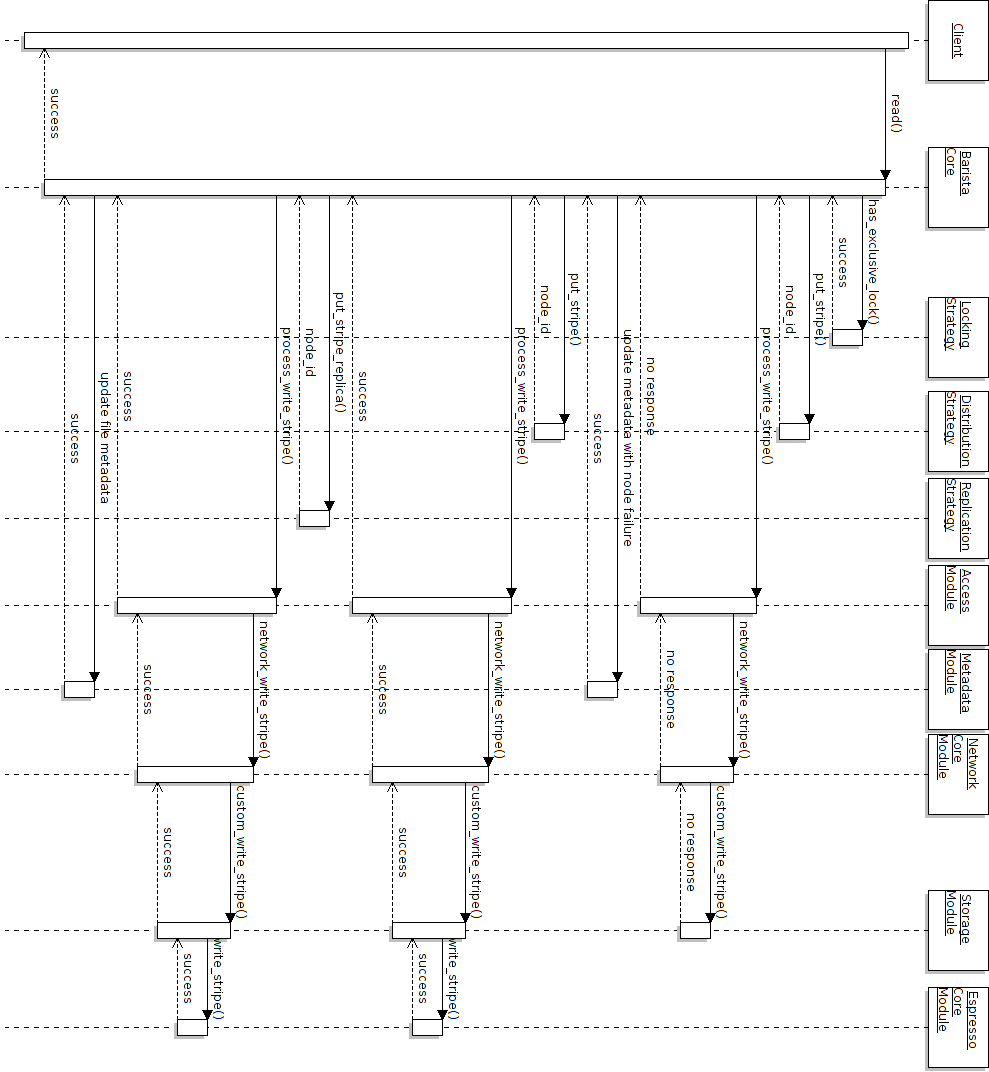 Client
Barista
Core
Locking
Strategy
Distribution
Strategy
Replication
Strategy
Access
Module
Metadata
Module
Network
Core
Module
Storage
Module
Espresso
Core
Module
read()
has_exclusive_lock()
success
put_stripe()
node_id
process_write_stripe()
network_write_stripe()
custom_write_stripe()
no response
no response
no response
update metadata with node failure
success
put_stripe()
node_id
process_write_stripe()
network_write_stripe()
custom_write_stripe()
write_stripe()
success
success
success
success
put_stripe_replica()
node_id
process_write_stripe()
network_write_stripe()
custom_write_stripe()
write_stripe()
success
success
success
success
update file metadata
success
success